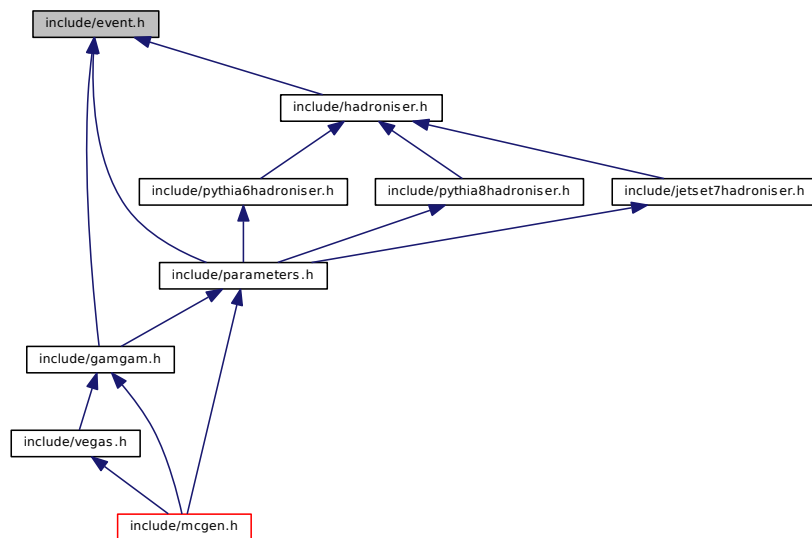 include/event.h
include/hadroniser.h
include/pythia6hadroniser.h
include/pythia8hadroniser.h
include/jetset7hadroniser.h
include/parameters.h
include/gamgam.h
include/vegas.h
include/mcgen.h